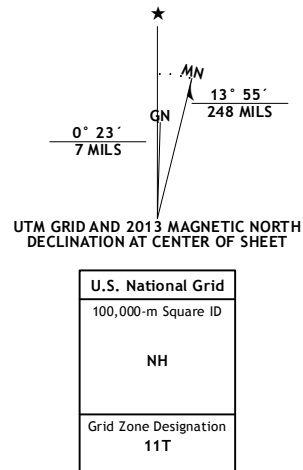 ★
MN
GN
13° 55´
248 MILS
0° 23´
7 MILS
UTM GRID AND 2013 MAGNETIC NORTH
DECLINATION AT CENTER OF SHEET
U.S. National Grid
100,000-m Square ID
NH
Grid Zone Designation
11T